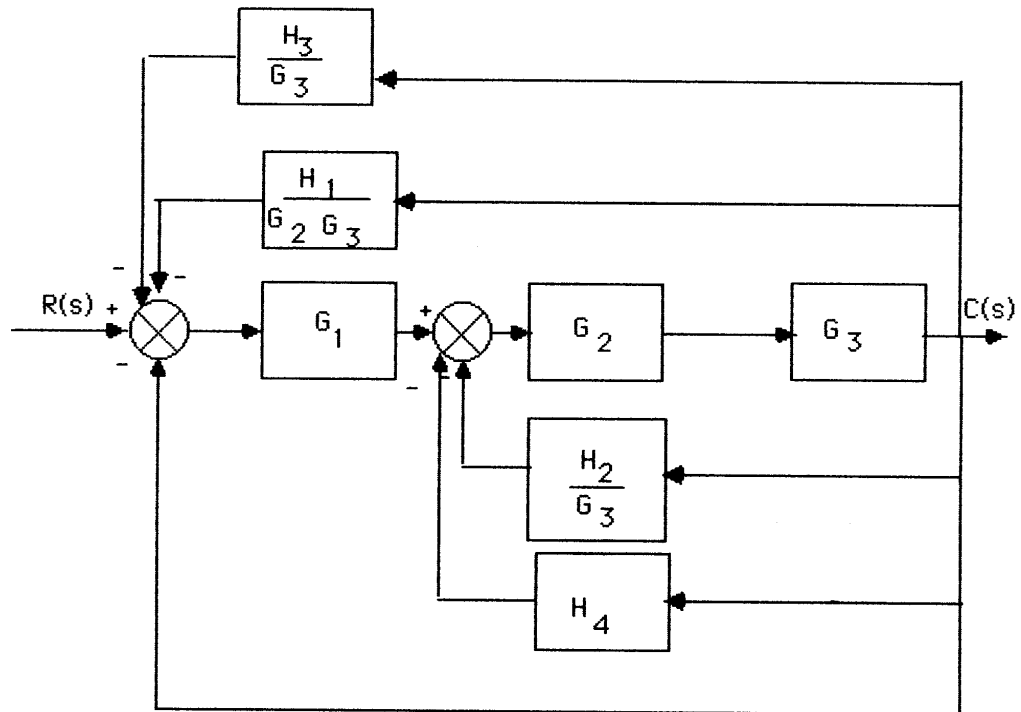 H3
G3
H1
G2 G3
- -
R(s) +
-
G1
+
- -
G2
G3
C(s)
H2
G3
H4